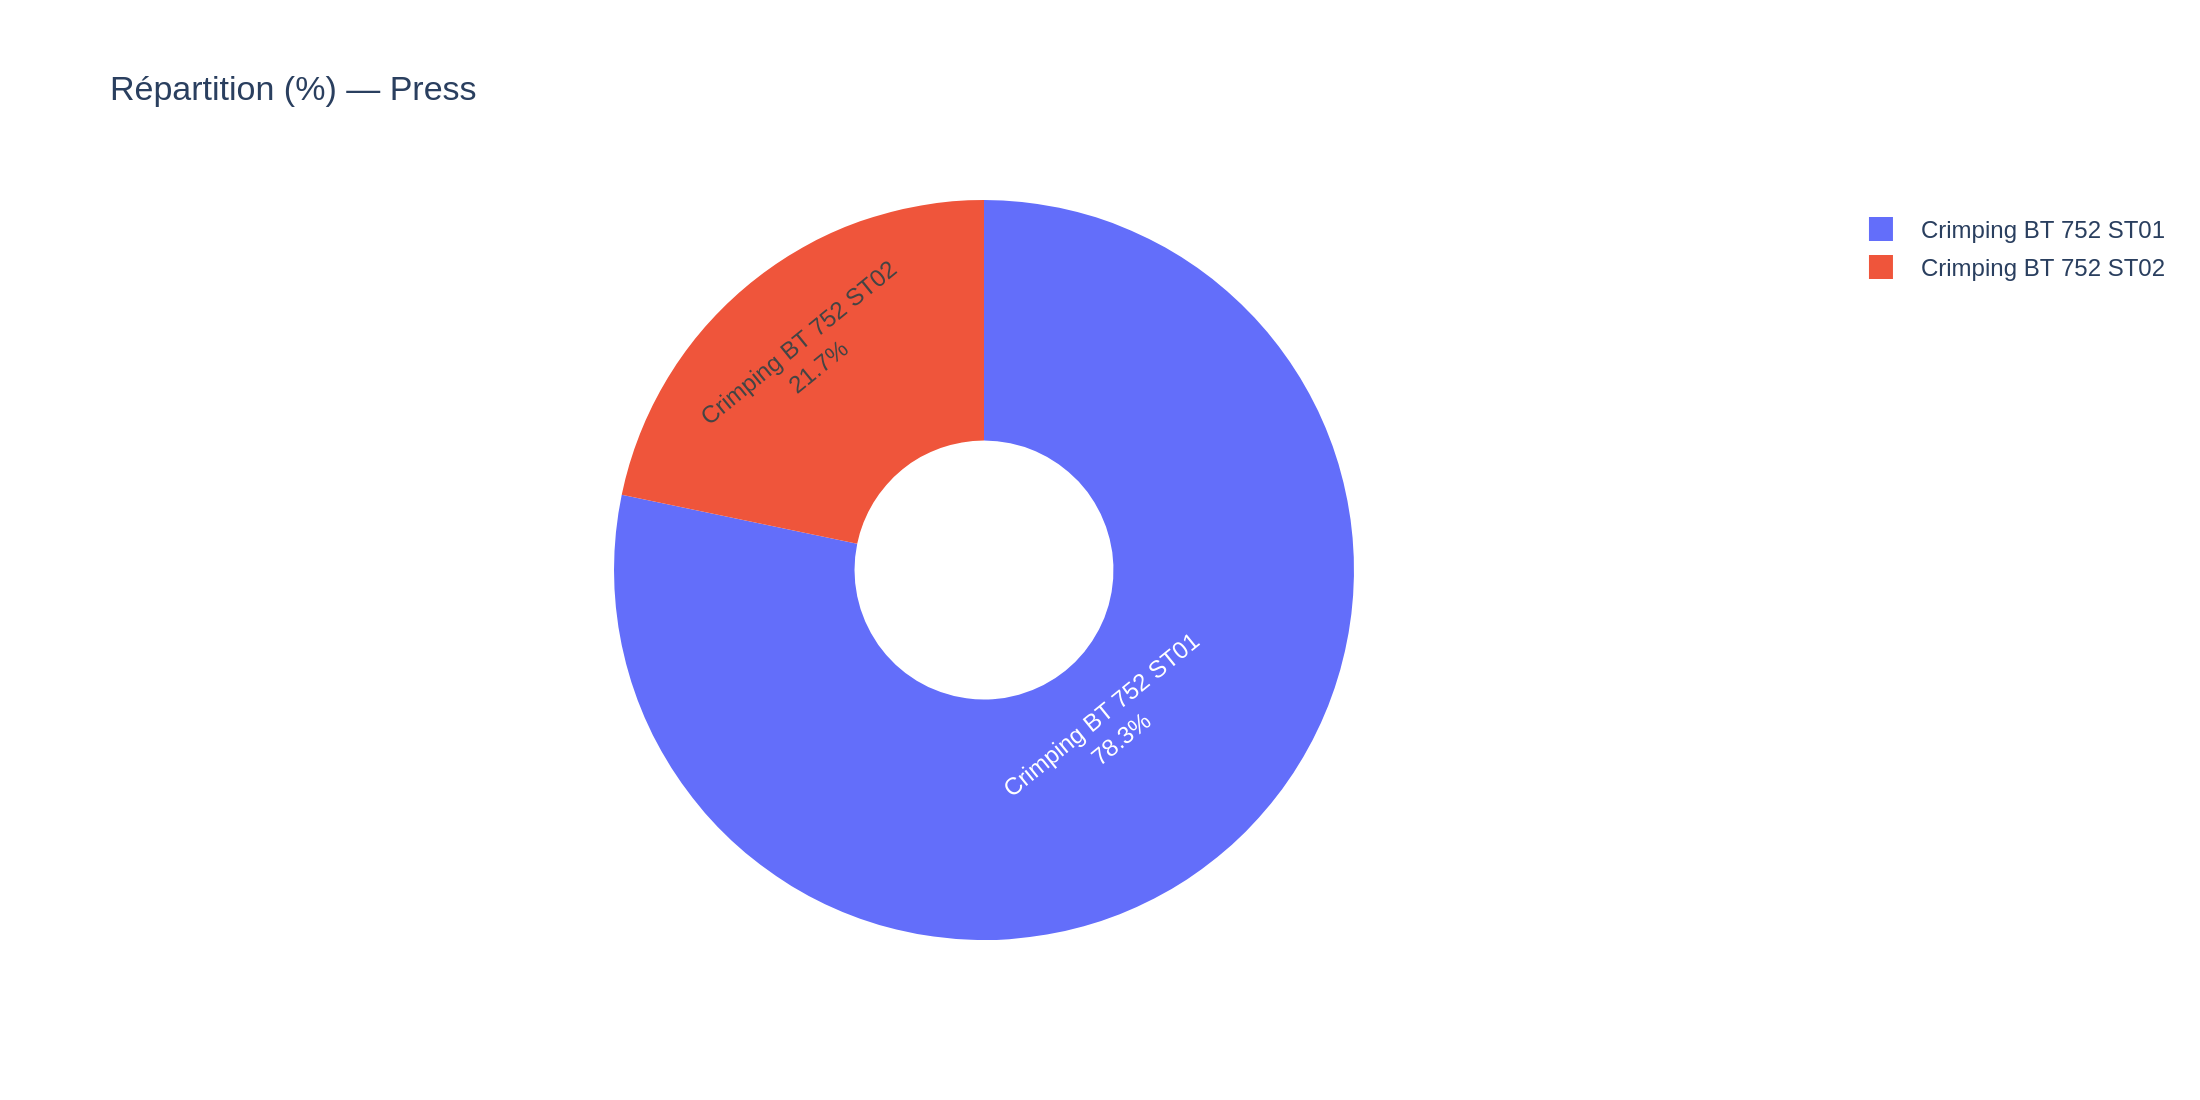 Répartition (%) — Press
Crimping BT 752 ST01
Crimping BT 752 ST02
Crimping BT 752 ST02
21.7%
Crimping BT 752 ST01
78.3%